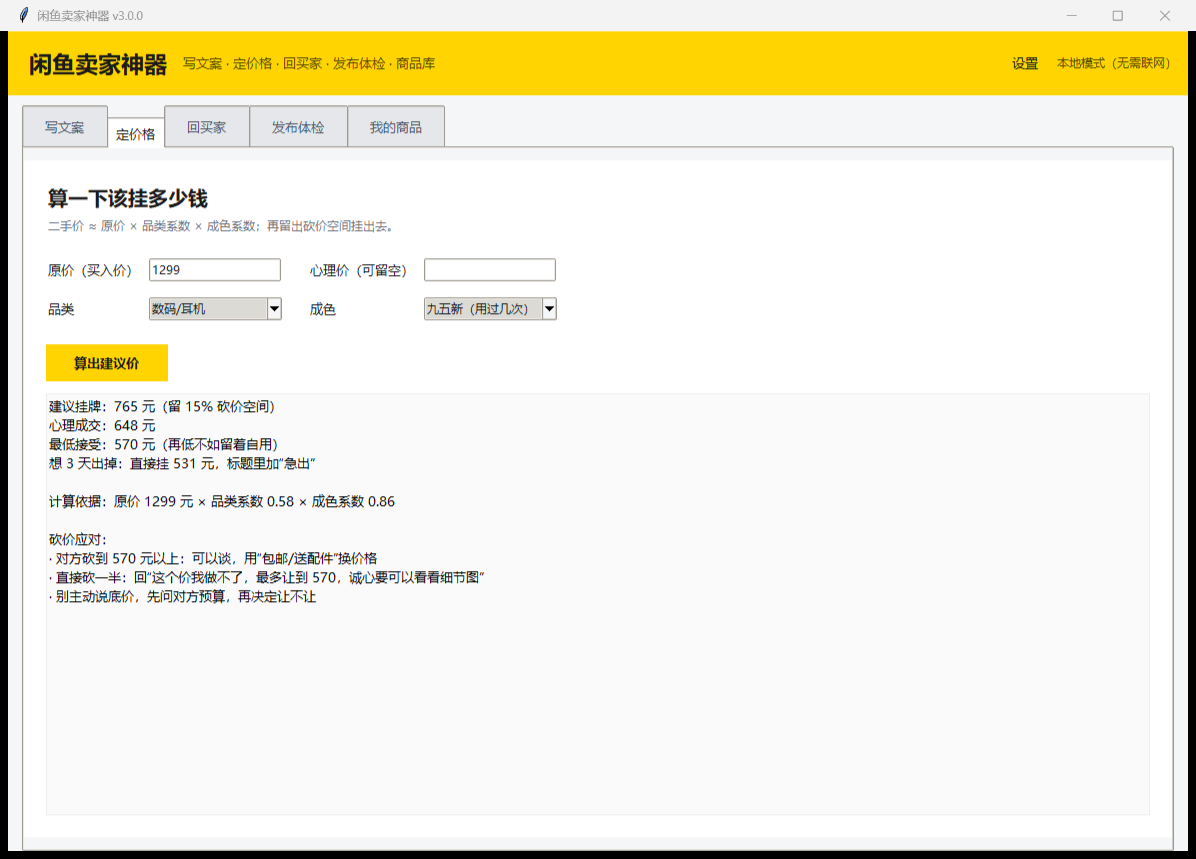 闲鱼卖家神器 v3.0.0
闲鱼卖家神器 写文案 · 定价格 · 回买家 · 发布体检 · 商品库 设置 本地模式（无需联网）
写文案 定价格 回买家 发布体检 我的商品
算一下该挂多少钱
二手价 ≈ 原价 × 品类系数 × 成色系数；再留出砍价空间挂出去。
原价（买入价） 1299 心理价（可留空）
品类 数码/耳机 成色 九五新（用过几次）
算出建议价
建议挂牌：765 元（留 15% 砍价空间）
心理成交：648 元
最低接受：570 元（再低不如留着自用）
想 3 天出掉：直接挂 531 元，标题里加“急出”
计算依据：原价 1299 元 × 品类系数 0.58 × 成色系数 0.86
砍价应对：
· 对方砍到 570 元以上：可以谈，用“包邮/送配件”换价格
· 直接砍一半：回“这个价我做不了，最多让到 570，诚心要可以看看细节图”
· 别主动说底价，先问对方预算，再决定让不让